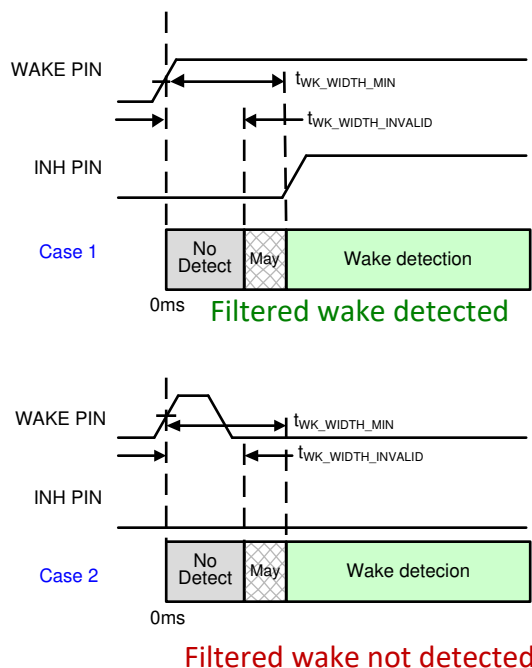 WAKE PIN
tWK_WIDTH_MIN
tWK_WIDTH_INVALID
INH PIN
Case 1
No
Detect
May
Wake detection
0ms
Filtered wake detected
WAKE PIN
tWK_WIDTH_MIN
tWK_WIDTH_INVALID
INH PIN
Case 2
No
Detect
May
Wake detecion
0ms
Filtered wake not detected